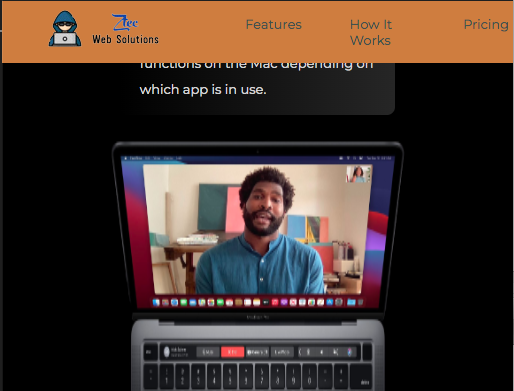 Ztec
Web Solutions
Features
How It
Works
Pricing
functions on the Mac depending on
which app is in use.